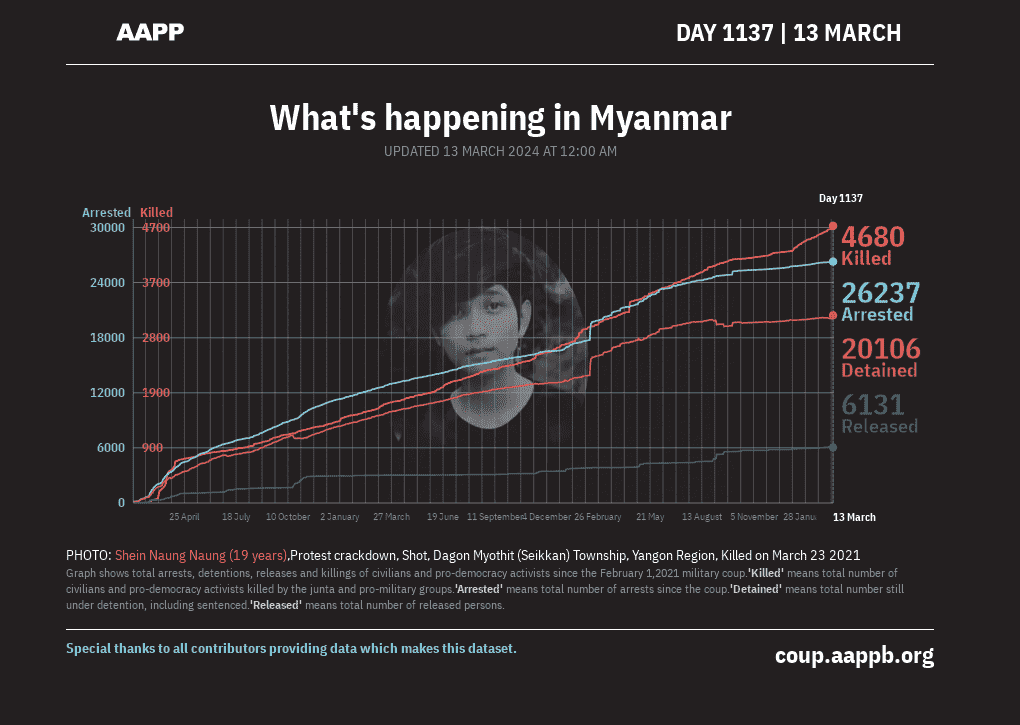 AAPP
DAY 1137 | 13 MARCH
What's happening in Myanmar
UPDATED 13 MARCH 2024 AT 12:00 AM
Day 1137
Arrested Killed
30000 4700
24000 3700
18000 2800
12000 1900
6000 900
0
4680
Killed
26237
Arrested
20106
Detained
6131
Released
25 April 18 July 10 October 2 January 27 March 19 June 11 September 4 December 26 February 21 May 13 August 5 November 28 Janu 13 March
PHOTO: Shein Naung Naung (19 years),Protest crackdown, Shot, Dagon Myothit (Seikkan) Township, Yangon Region, Killed on March 23 2021
Graph shows total arrests, detentions, releases and killings of civilians and pro-democracy activists since the February 1,2021 military coup.'Killed' means total number of
civilians and pro-democracy activists killed by the junta and pro-military groups.'Arrested' means total number of arrests since the coup.'Detained' means total number still
under detention, including sentenced.'Released' means total number of released persons.
Special thanks to all contributors providing data which makes this dataset.
coup.aappb.org